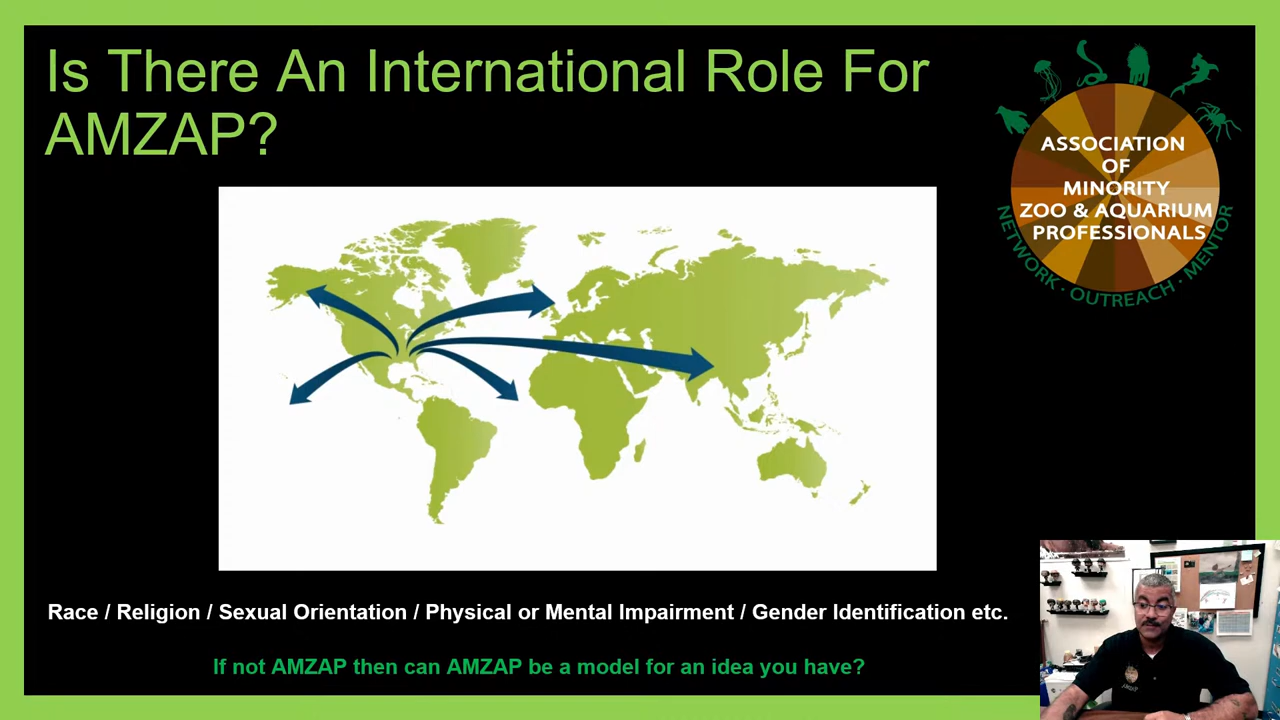 Is There An International Role For
AMZAP?
ASSOCIATION
OF
MINORITY
ZOO & AQUARIUM
PROFESSIONALS
NETWORK · OUTREACH · MENTOR
Race / Religion / Sexual Orientation / Physical or Mental Impairment / Gender Identification etc.
If not AMZAP then can AMZAP be a model for an idea you have?